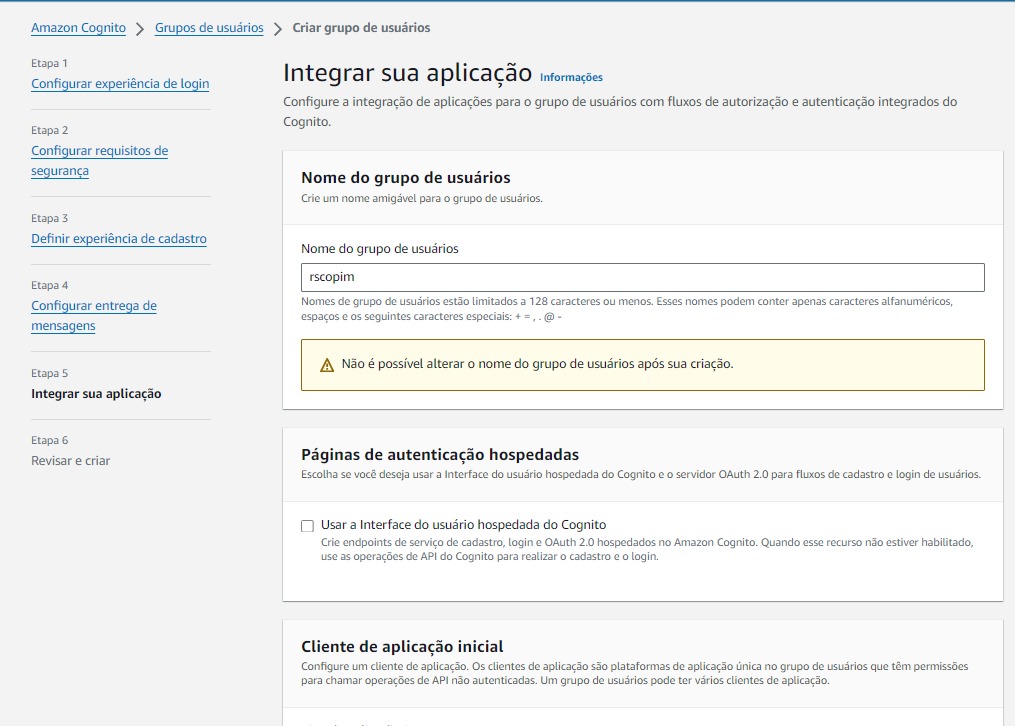 Amazon Cognito > Grupos de usuários > Criar grupo de usuários
Etapa 1
Configurar experiência de login
Etapa 2
Configurar requisitos de
segurança
Etapa 3
Definir experiência de cadastro
Etapa 4
Configurar entrega de
mensagens
Etapa 5
Integrar sua aplicação
Etapa 6
Revisar e criar
Integrar sua aplicação Informações
Configure a integração de aplicações para o grupo de usuários com fluxos de autorização e autenticação integrados do
Cognito.
Nome do grupo de usuários
Crie um nome amigável para o grupo de usuários.
Nome do grupo de usuários
rscopim
Nomes de grupo de usuários estão limitados a 128 caracteres ou menos. Esses nomes podem conter apenas caracteres alfanuméricos,
espaços e os seguintes caracteres especiais: + = , . @ -
Não é possível alterar o nome do grupo de usuários após sua criação.
Páginas de autenticação hospedadas
Escolha se você deseja usar a Interface do usuário hospedada do Cognito e o servidor OAuth 2.0 para fluxos de cadastro e login de usuários.
Usar a Interface do usuário hospedada do Cognito
Crie endpoints de serviço de cadastro, login e OAuth 2.0 hospedados no Amazon Cognito. Quando esse recurso não estiver habilitado,
use as operações de API do Cognito para realizar o cadastro e o login.
Cliente de aplicação inicial
Configure um cliente de aplicação. Os clientes de aplicação são plataformas de aplicação única no grupo de usuários que têm permissões
para chamar operações de API não autenticadas. Um grupo de usuários pode ter vários clientes de aplicação.